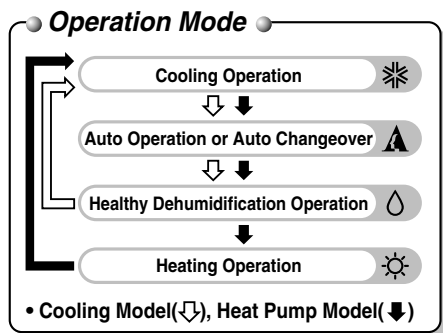 Operation Mode
Cooling Operation
Auto Operation or Auto Changeover
Healthy Dehumidification Operation
Heating Operation
• Cooling Model(⇩), Heat Pump Model(⬇)